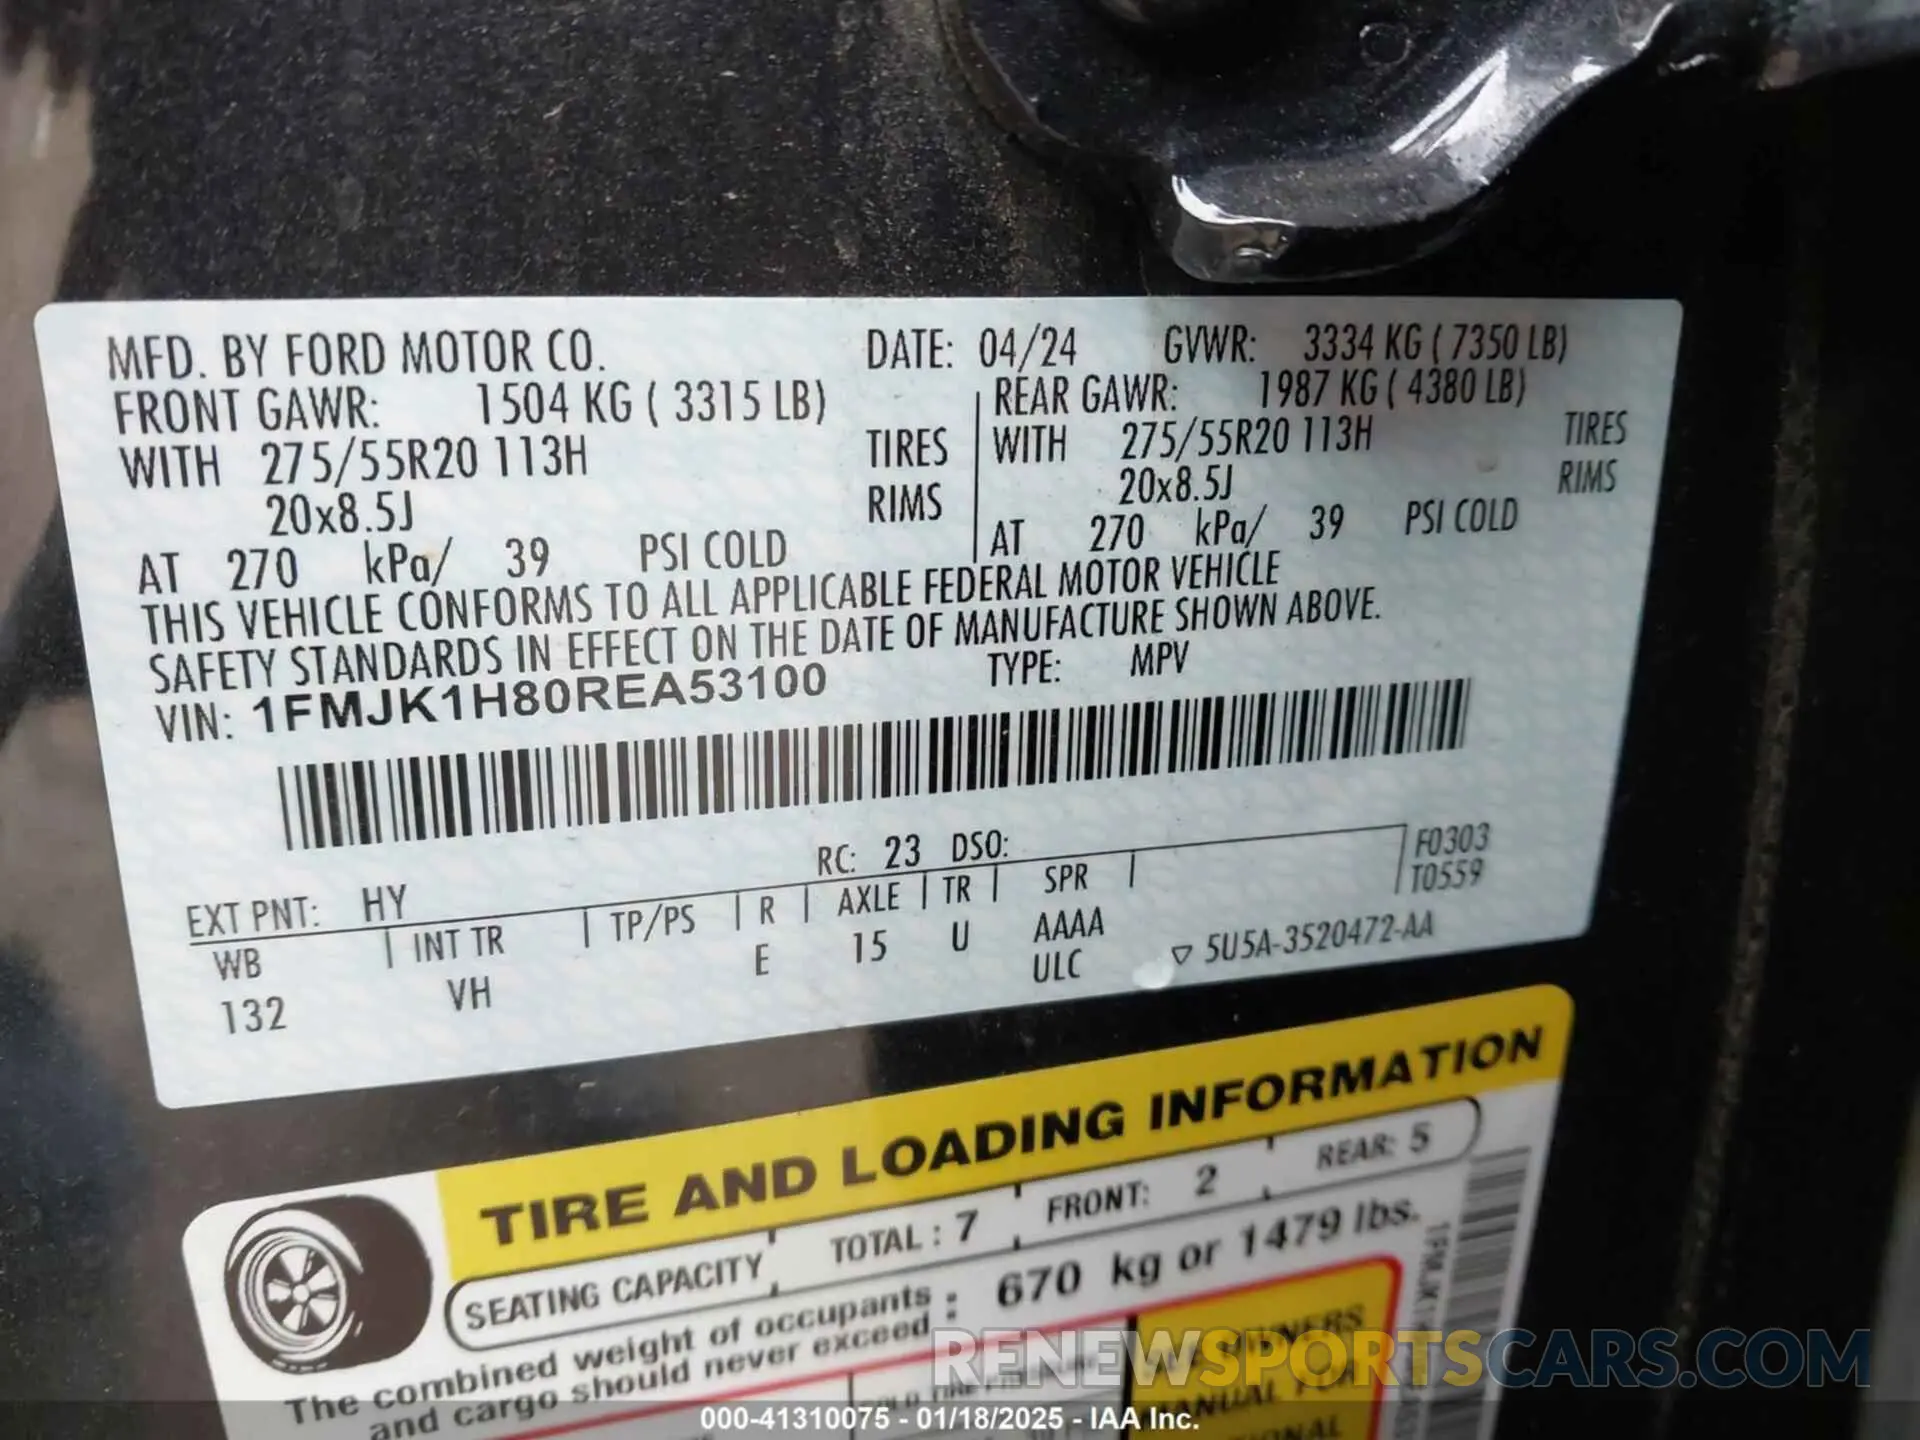 MFD. BY FORD MOTOR CO. DATE: 04/24 GVWR: 3334 KG ( 7350 LB)
FRONT GAWR: 1504 KG ( 3315 LB) REAR GAWR: 1987 KG ( 4380 LB)
WITH 275/55R20 113H TIRES WITH 275/55R20 113H TIRES
20x8.5J RIMS 20x8.5J RIMS
AT 270 kPa/ 39 PSI COLD AT 270 kPa/ 39 PSI COLD
THIS VEHICLE CONFORMS TO ALL APPLICABLE FEDERAL MOTOR VEHICLE
SAFETY STANDARDS IN EFFECT ON THE DATE OF MANUFACTURE SHOWN ABOVE.
VIN: 1FMJK1H80REA53100 TYPE: MPV
RC: 23 DSO: F0303
EXT PNT: HY T0559
WB INT TR TP/PS R AXLE TR SPR
132 VH E 15 U AAAA
ULC ▽ 5U5A-3520472-AA
TIRE AND LOADING INFORMATION
SEATING CAPACITY TOTAL : 7 FRONT: 2 REAR: 5
The combined weight of occupants : 670 kg or 1479 lbs.
and cargo should never exceed
OWNERS
MANUAL FOR
RENEWSPORTSCARS.COM
000-41310075 - 01/18/2025 - IAA Inc.